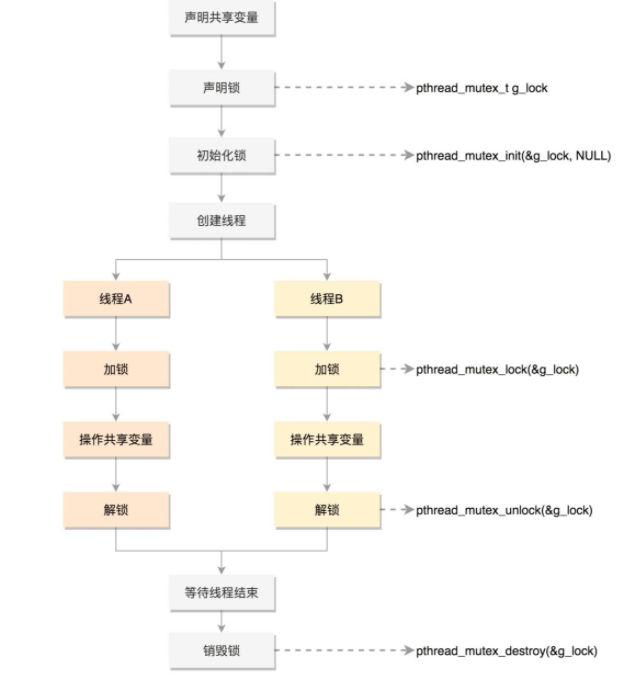 声明共享变量
声明锁
pthread_mutex_t g_lock
初始化锁
pthread_mutex_init(&g_lock, NULL)
创建线程
线程A
线程B
加锁
加锁
pthread_mutex_lock(&g_lock)
操作共享变量
操作共享变量
解锁
解锁
pthread_mutex_unlock(&g_lock)
等待线程结束
销毁锁
pthread_mutex_destroy(&g_lock)